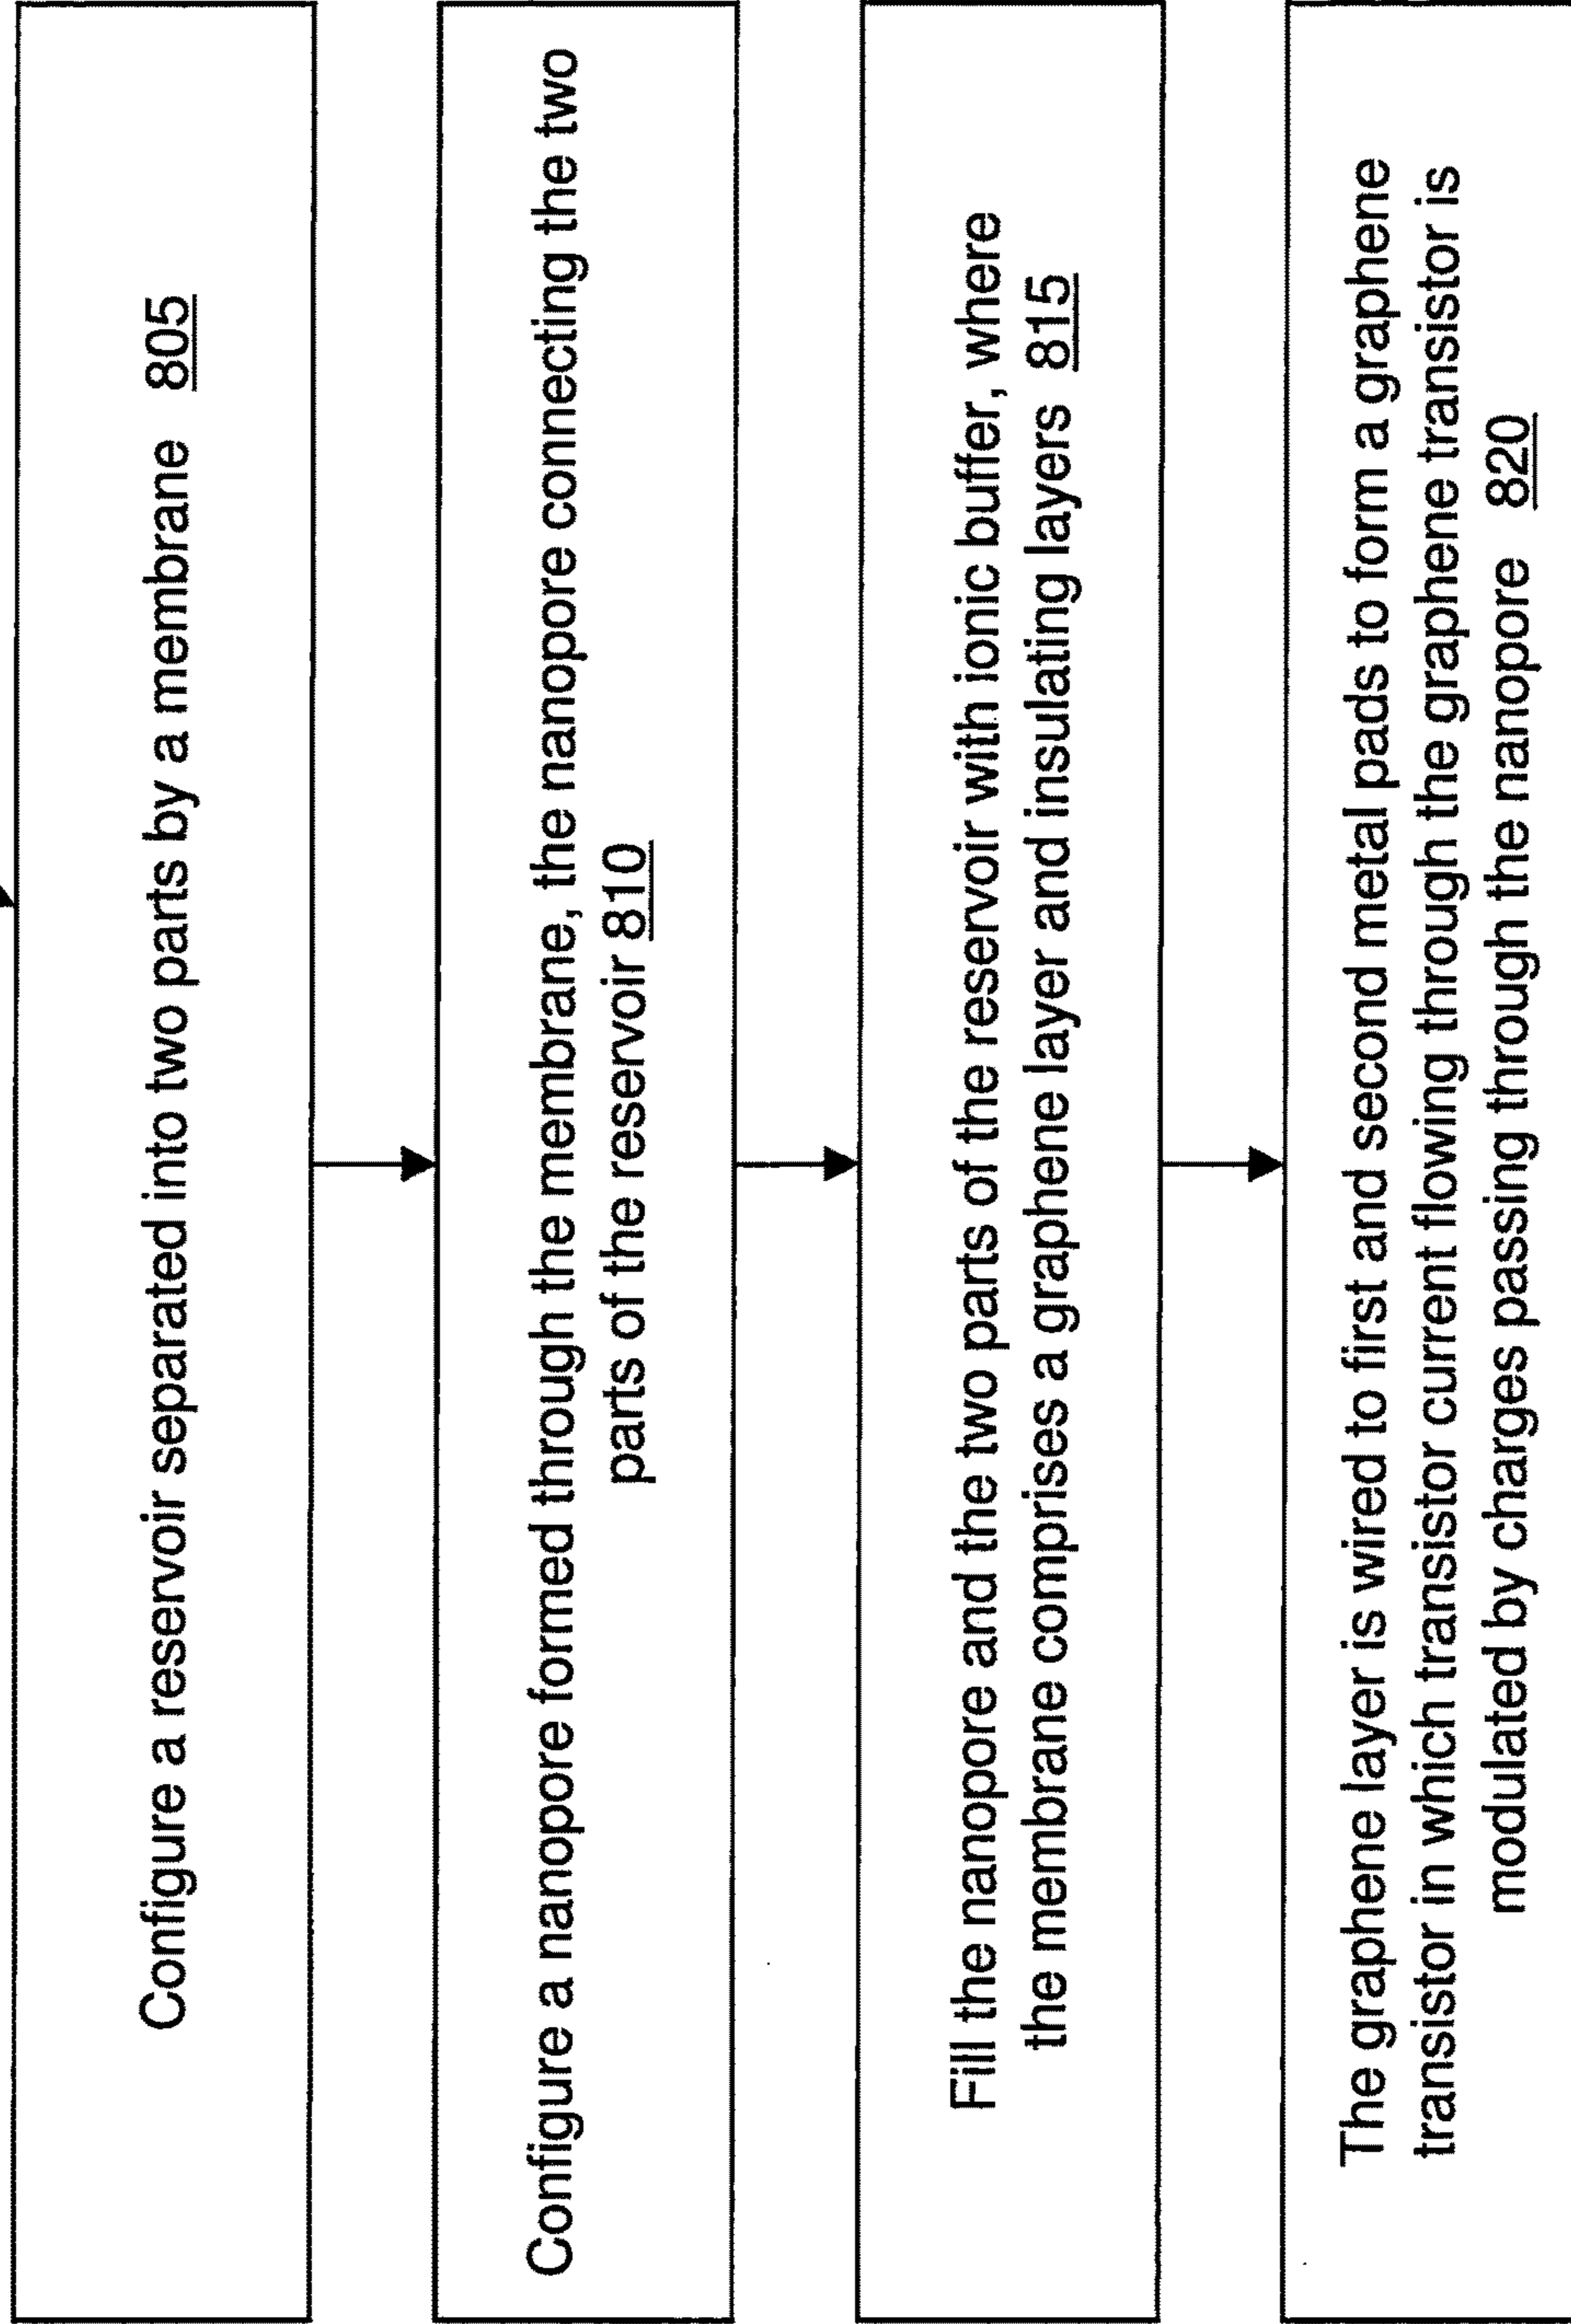 Configure a reservoir separated into two parts by a membrane 805
Configure a nanopore formed through the membrane, the nanopore connecting the two
parts of the reservoir 810
Fill the nanopore and the two parts of the reservoir with ionic buffer, where
the membrane comprises a graphene layer and insulating layers 815
The graphene layer is wired to first and second metal pads to form a graphene
transistor in which transistor current flowing through the graphene transistor is
modulated by charges passing through the nanopore 820